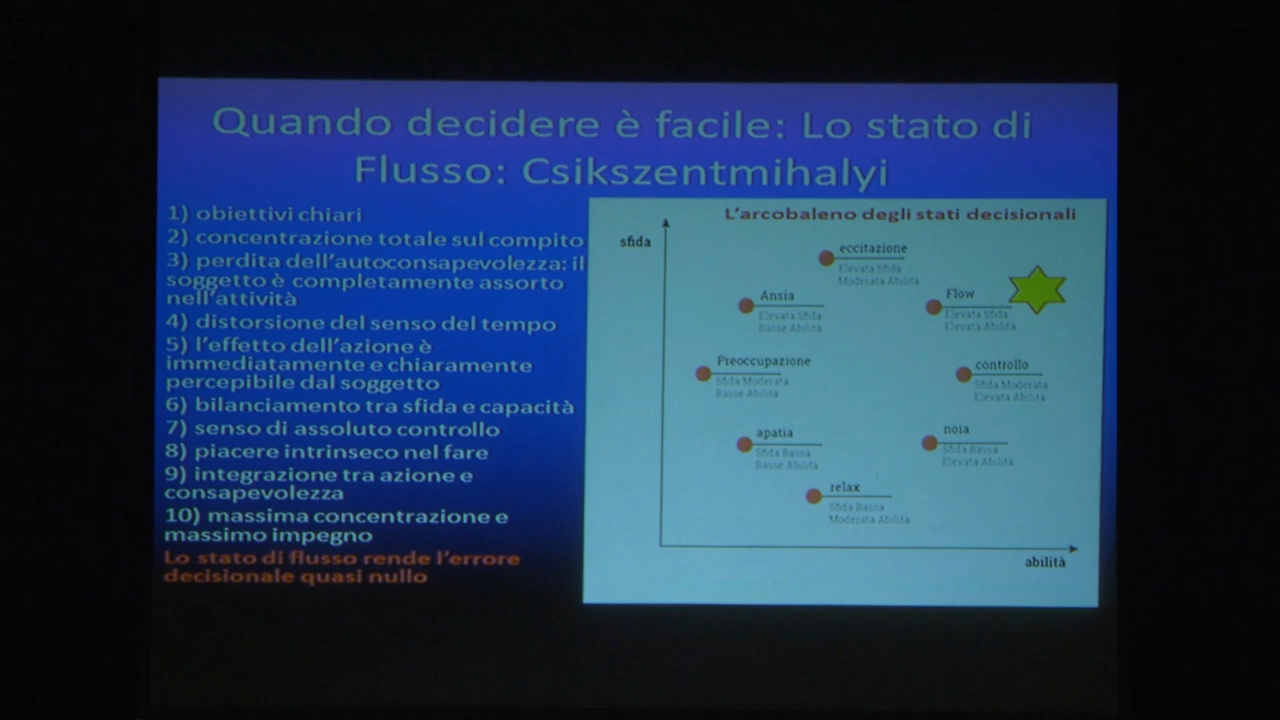 Quando decidere è facile: Lo stato di
Flusso: Csikszentmihalyi
1) obiettivi chiari
2) concentrazione totale sul compito
3) perdita dell'autoconsapevolezza: il
soggetto è completamente assorto
nell'attività
4) distorsione del senso del tempo
5) l'effetto dell'azione è
immediatamente e chiaramente
percepibile dal soggetto
6) bilanciamento tra sfida e capacità
7) senso di assoluto controllo
8) piacere intrinseco nel fare
9) integrazione tra azione e
consapevolezza
10) massima concentrazione e
massimo impegno
Lo stato di flusso rende l'errore
decisionale quasi nullo
L'arcobaleno degli stati decisionali
sfida
eccitazione
Elevata Sfida
Moderata Abilità
Ansia
Elevata Sfida
Basse Abilità
Flow
Elevata Sfida
Elevata Abilità
Preoccupazione
Sfida Moderata
Basse Abilità
controllo
Sfida Moderata
Elevata Abilità
apatia
Sfida Bassa
Basse Abilità
noia
Sfida Bassa
Elevata Abilità
relax
Sfida Bassa
Moderata Abilità
abilità